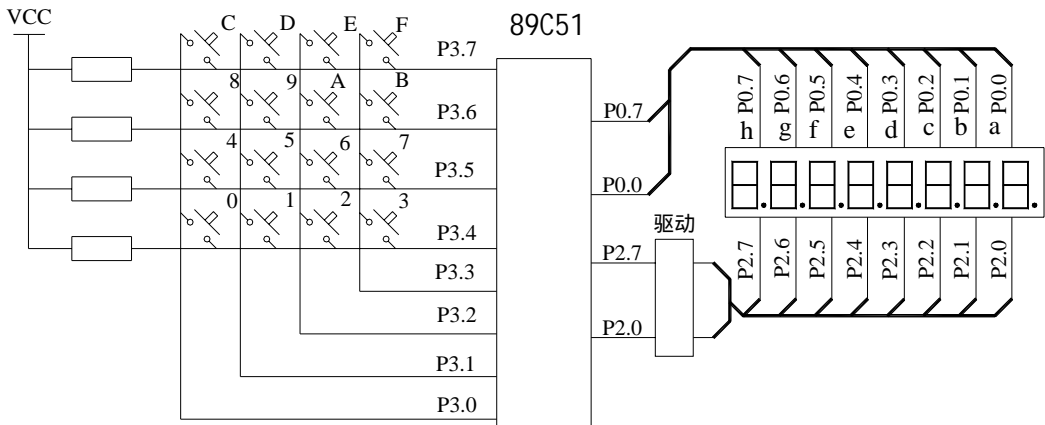 VCC
89C51
C D E F
P3.7
8 9 A B
P3.6
4 5 6 7
P3.5
0 1 2 3
P3.4
P3.3
P3.2
P3.1
P3.0
P0.7
P0.0
P2.7
P2.0
驱动
P0.7 P0.6 P0.5 P0.4 P0.3 P0.2 P0.1 P0.0
h g f e d c b a
P2.7 P2.6 P2.5 P2.4 P2.3 P2.2 P2.1 P2.0